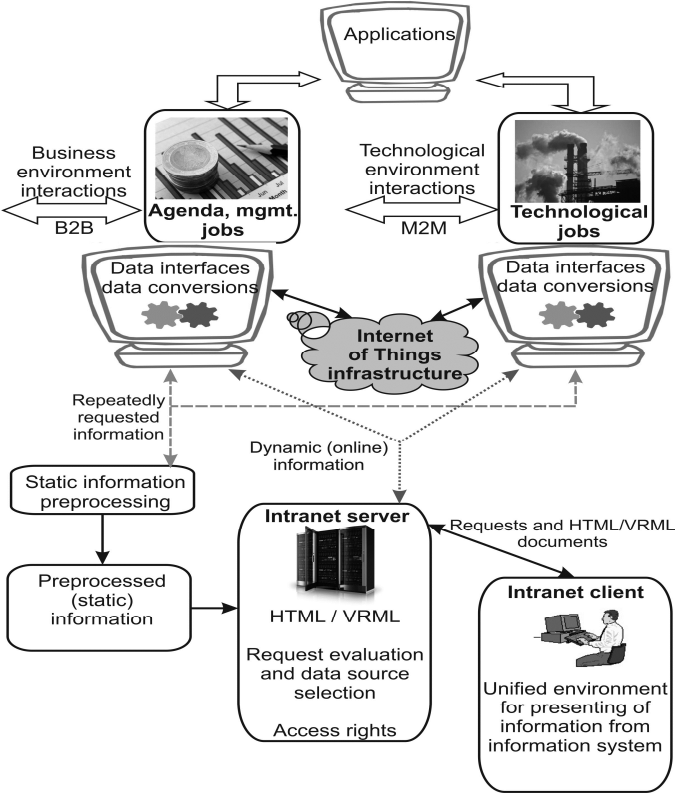 Applications
Business
environment
interactions
B2B
Jun Jul
Month
Agenda, mgmt.
jobs
Technological
environment
interactions
M2M
Technological
jobs
Data interfaces
data conversions
Data interfaces
data conversions
Internet
of Things
infrastructure
Repeatedly
requested
information
Dynamic (online)
information
Static information
preprocessing
Preprocessed
(static)
information
Intranet server
HTML / VRML
Request evaluation
and data source
selection
Access rights
Requests and HTML/VRML
documents
Intranet client
Unified environment
for presenting of
information from
information system